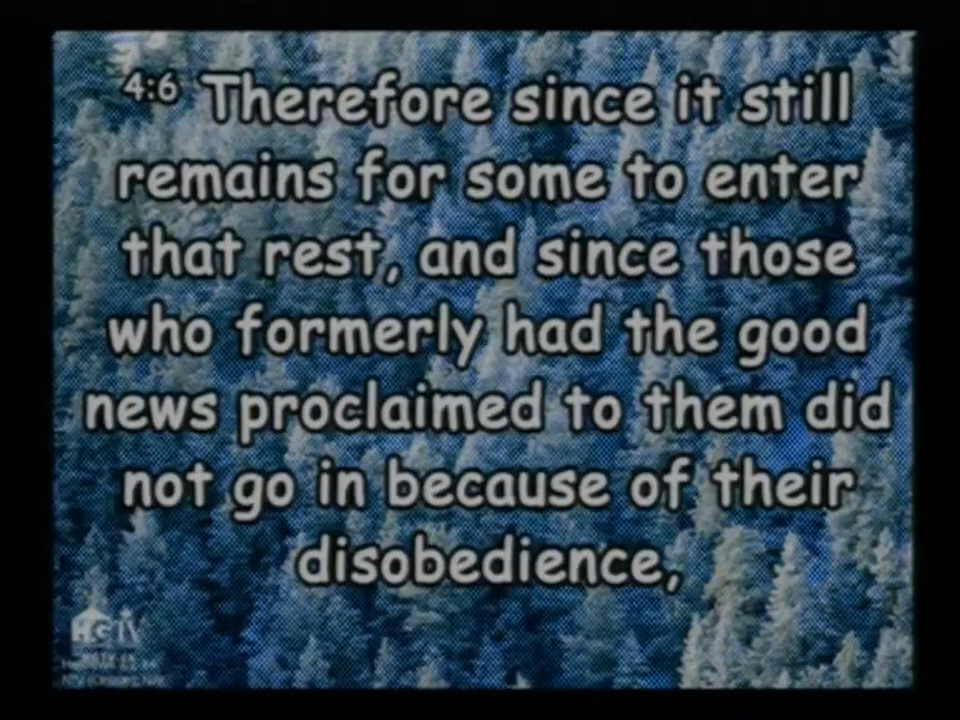 4:6 Therefore since it still
remains for some to enter
that rest, and since those
who formerly had the good
news proclaimed to them did
not go in because of their
disobedience,